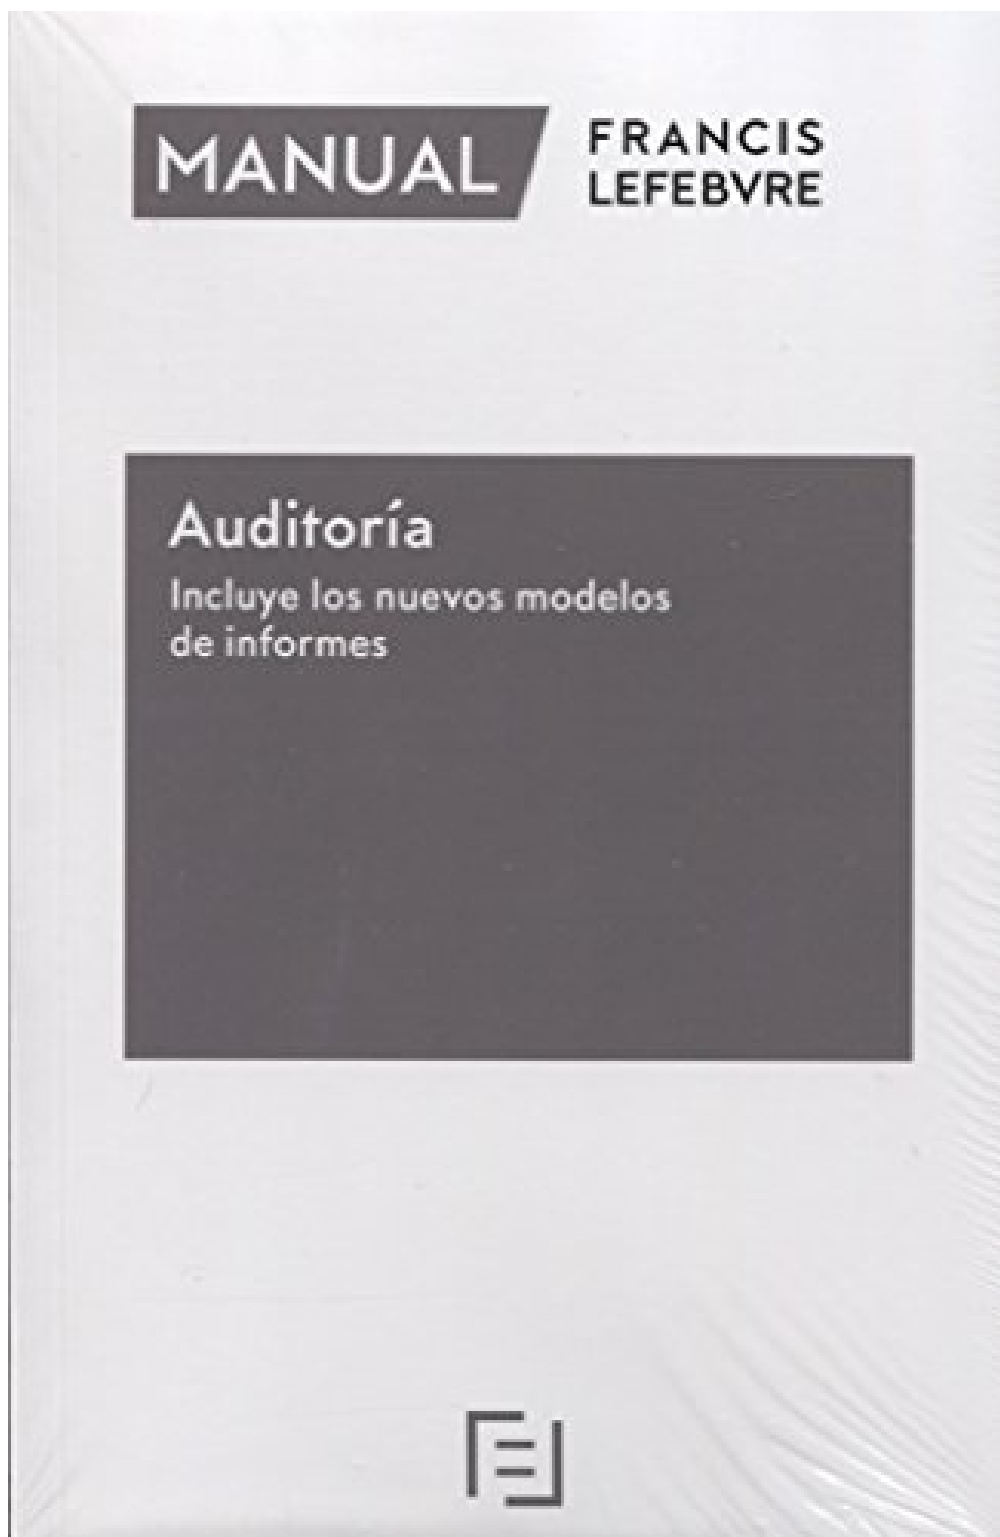 MANUAL
FRANCIS
LEFEBVRE
Auditoría
Incluye los nuevos modelos
de informes